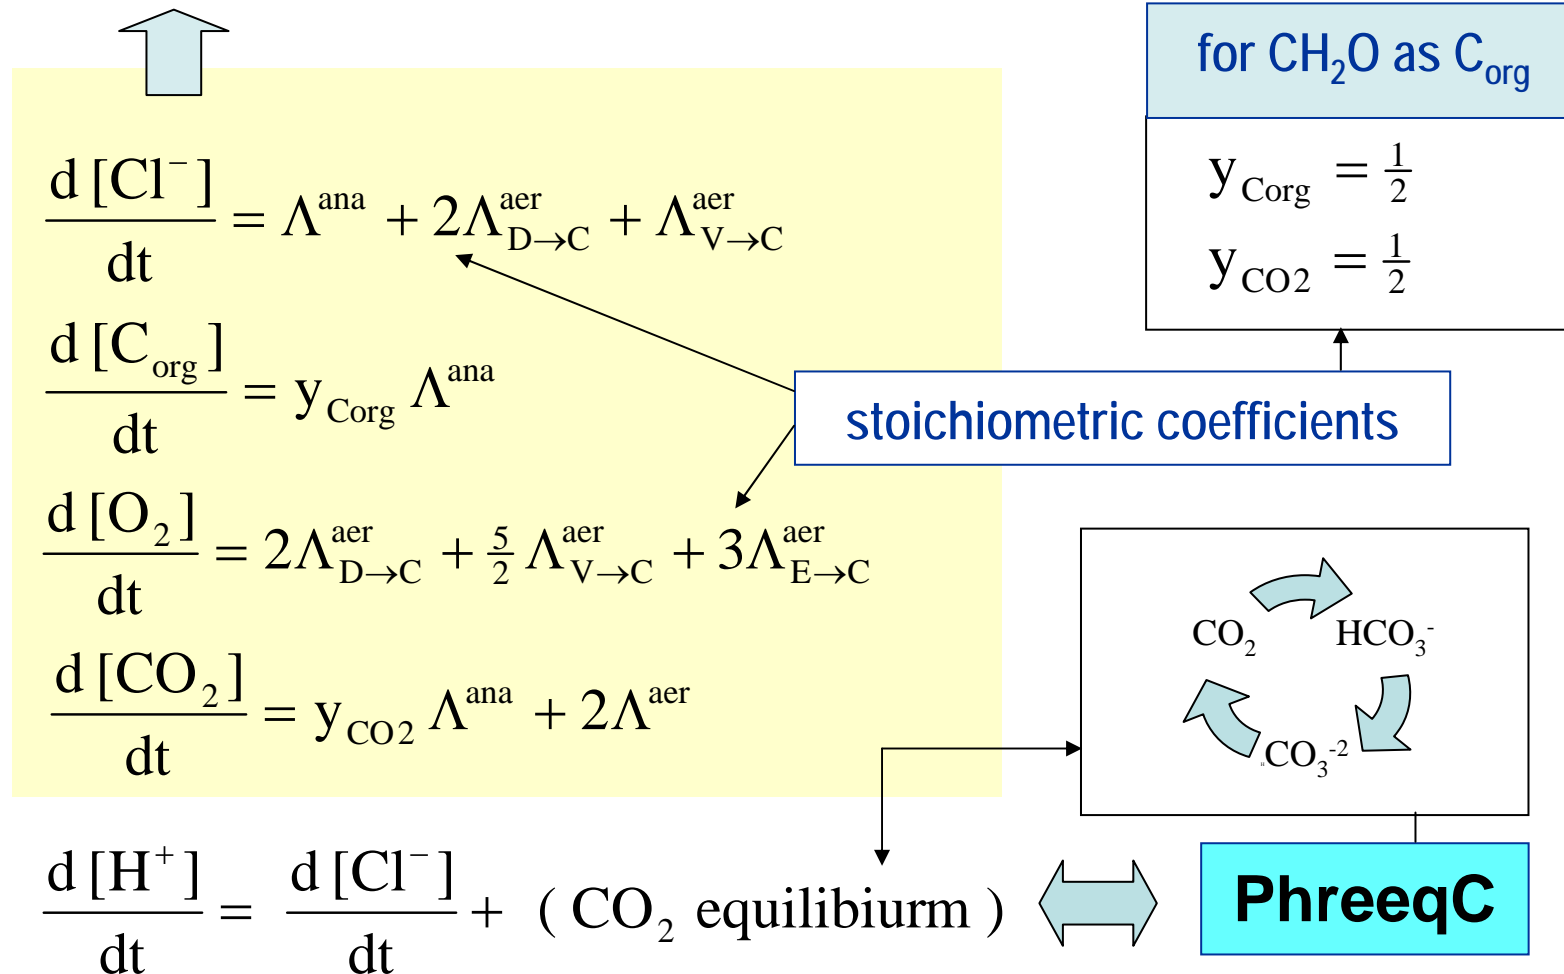 for CH₂O as C_org
y_Corg = ½
y_CO2 = ½
d [Cl⁻] / dt = Λ^ana + 2Λ^aer_D→C + Λ^aer_V→C
d [C_org] / dt = y_Corg Λ^ana
stoichiometric coefficients
d [O₂] / dt = 2Λ^aer_D→C + 5/2 Λ^aer_V→C + 3Λ^aer_E→C
CO₂ HCO₃⁻
d [CO₂] / dt = y_CO2 Λ^ana + 2Λ^aer
CO₃⁻²
d [H⁺] / dt = d [Cl⁻] / dt + ( CO₂ equilibiurm )
PhreeqC